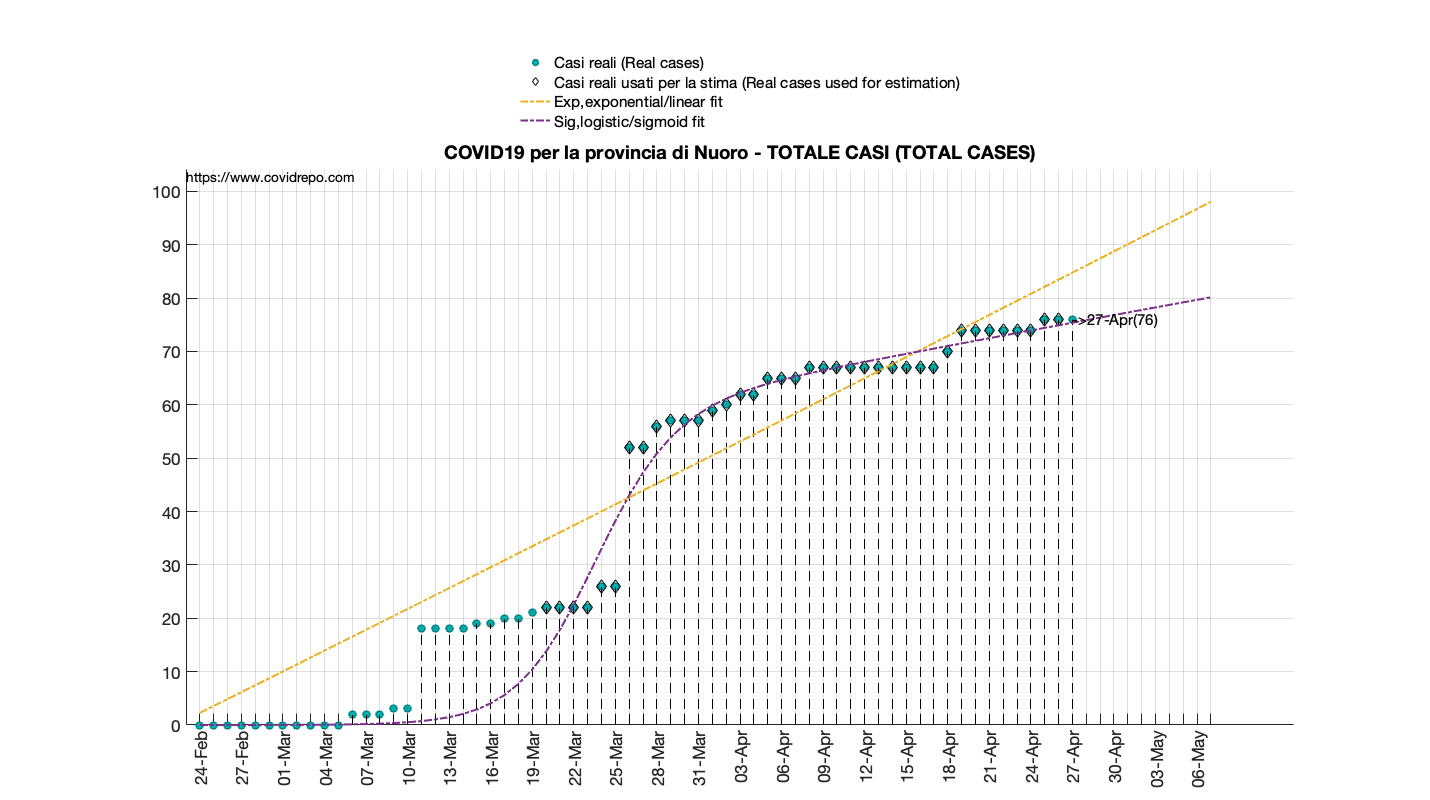 Casi reali (Real cases)
Casi reali usati per la stima (Real cases used for estimation)
Exp,exponential/linear fit
Sig,logistic/sigmoid fit
COVID19 per la provincia di Nuoro - TOTALE CASI (TOTAL CASES)
https://www.covidrepo.com
100
90
80
70
60
50
40
30
20
10
0
->27-Apr(76)
24-Feb
27-Feb
01-Mar
04-Mar
07-Mar
10-Mar
13-Mar
16-Mar
19-Mar
22-Mar
25-Mar
28-Mar
31-Mar
03-Apr
06-Apr
09-Apr
12-Apr
15-Apr
18-Apr
21-Apr
24-Apr
27-Apr
30-Apr
03-May
06-May